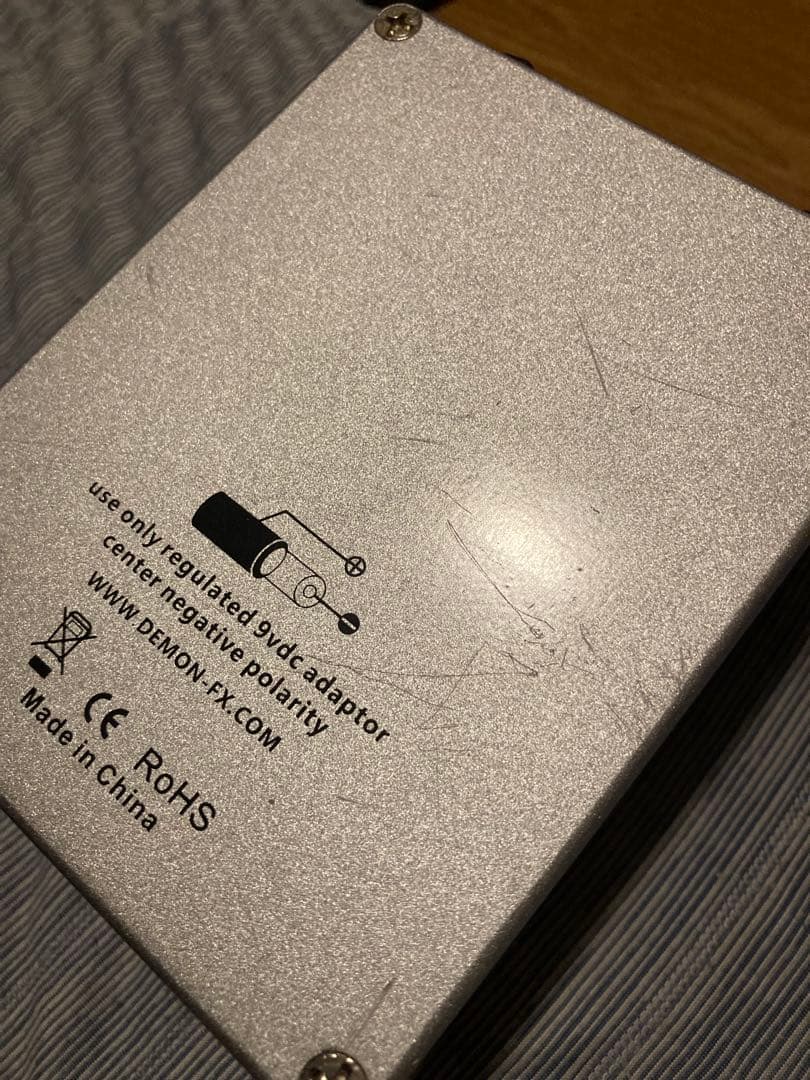 use only regulated 9vdc adaptor
center negative polarity
WWW.DEMON-FX.COM
CE RoHS
Made in China